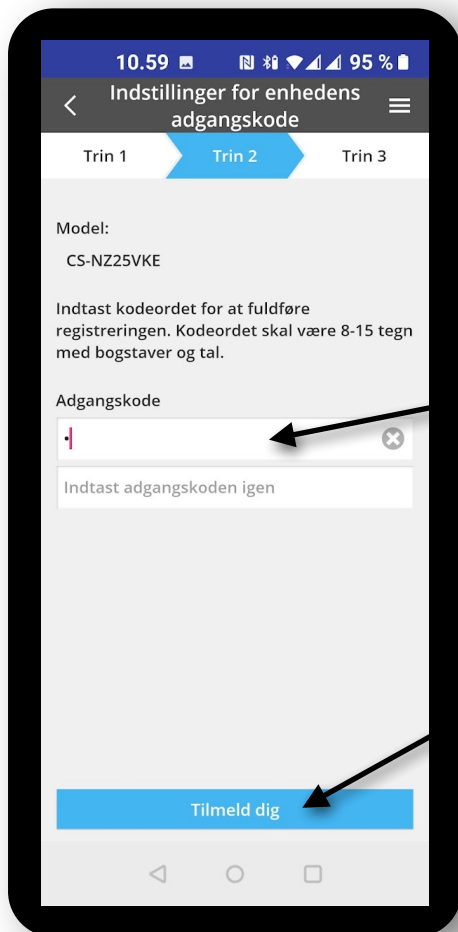 10.59 95 %
Indstillinger for enhedens
adgangskode
Trin 1 Trin 2 Trin 3
Model:
CS-NZ25VKE
Indtast kodeordet for at fuldføre
registreringen. Kodeordet skal være 8-15 tegn
med bogstaver og tal.
Adgangskode
•
Indtast adgangskoden igen
Tilmeld dig